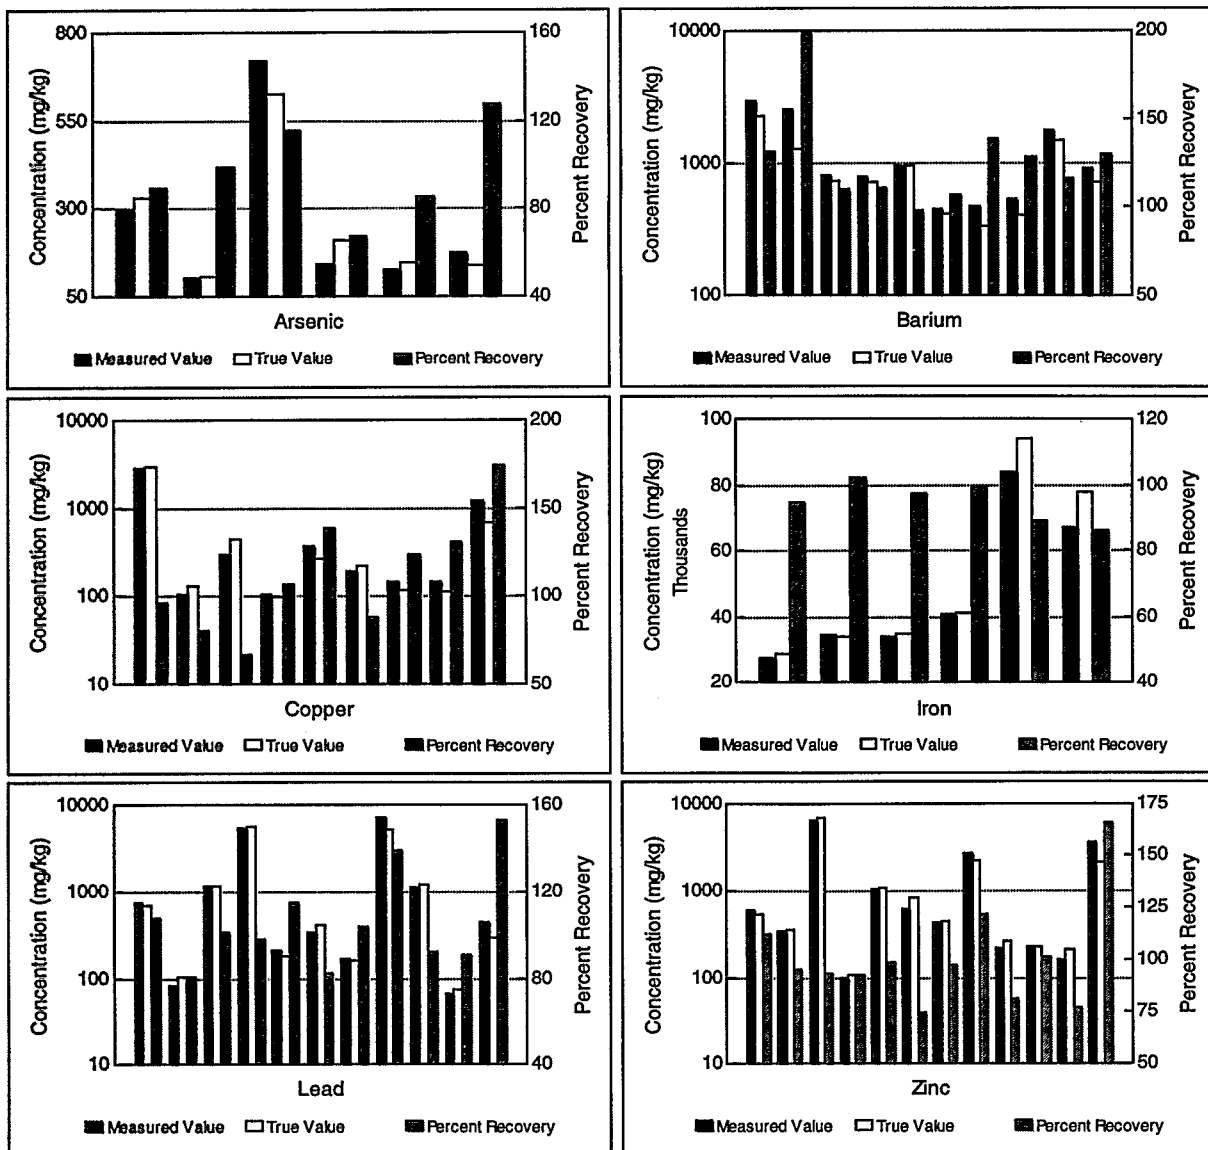 800
550
300
50
Concentration (mg/kg)
160
120
80
40
Percent Recovery
Arsenic
Measured Value True Value Percent Recovery
10000
1000
100
Concentration (mg/kg)
200
150
100
50
Percent Recovery
Barium
Measured Value True Value Percent Recovery
10000
1000
100
10
Concentration (mg/kg)
200
150
100
50
Percent Recovery
Copper
Measured Value True Value Percent Recovery
100
80
60
40
20
Concentration (mg/kg)
Thousands
120
100
80
60
40
Percent Recovery
Iron
Measured Value True Value Percent Recovery
10000
1000
100
10
Concentration (mg/kg)
160
120
80
40
Percent Recovery
Lead
Measured Value True Value Percent Recovery
10000
1000
100
10
Concentration (mg/kg)
175
150
125
100
75
50
Percent Recovery
Zinc
Measured Value True Value Percent Recovery